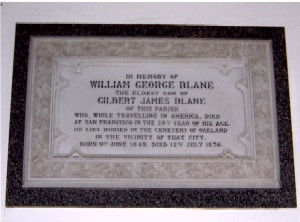 IN MEMORY OF
WILLIAM GEORGE BLANE
THE ELDEST SON OF
GILBERT JAMES BLANE
OF THIS PARISH
WHO, WHILE TRAVELLING IN AMERICA, DIED
AT SAN FRANCISCO IN THE 28TH YEAR OF HIS AGE.
HE LIES BURIED IN THE CEMETERY OF OAKLAND
IN THE VICINITY OF THAT CITY.
BORN 9TH JUNE 1849. DIED 15TH JULY 1876.